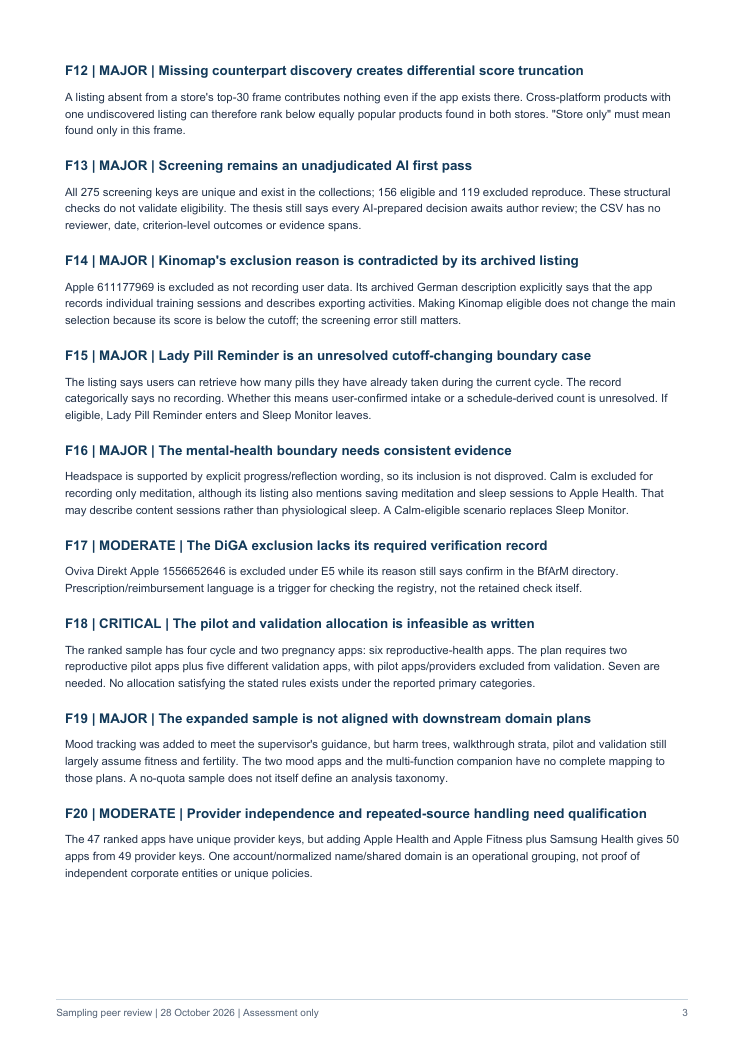 F12 | MAJOR | Missing counterpart discovery creates differential score truncation
A listing absent from a store's top-30 frame contributes nothing even if the app exists there. Cross-platform products with
one undiscovered listing can therefore rank below equally popular products found in both stores. "Store only" must mean
found only in this frame.
F13 | MAJOR | Screening remains an unadjudicated AI first pass
All 275 screening keys are unique and exist in the collections; 156 eligible and 119 excluded reproduce. These structural
checks do not validate eligibility. The thesis still says every AI-prepared decision awaits author review; the CSV has no
reviewer, date, criterion-level outcomes or evidence spans.
F14 | MAJOR | Kinomap's exclusion reason is contradicted by its archived listing
Apple 611177969 is excluded as not recording user data. Its archived German description explicitly says that the app
records individual training sessions and describes exporting activities. Making Kinomap eligible does not change the main
selection because its score is below the cutoff; the screening error still matters.
F15 | MAJOR | Lady Pill Reminder is an unresolved cutoff-changing boundary case
The listing says users can retrieve how many pills they have already taken during the current cycle. The record
categorically says no recording. Whether this means user-confirmed intake or a schedule-derived count is unresolved. If
eligible, Lady Pill Reminder enters and Sleep Monitor leaves.
F16 | MAJOR | The mental-health boundary needs consistent evidence
Headspace is supported by explicit progress/reflection wording, so its inclusion is not disproved. Calm is excluded for
recording only meditation, although its listing also mentions saving meditation and sleep sessions to Apple Health. That
may describe content sessions rather than physiological sleep. A Calm-eligible scenario replaces Sleep Monitor.
F17 | MODERATE | The DiGA exclusion lacks its required verification record
Oviva Direkt Apple 1556652646 is excluded under E5 while its reason still says confirm in the BfArM directory.
Prescription/reimbursement language is a trigger for checking the registry, not the retained check itself.
F18 | CRITICAL | The pilot and validation allocation is infeasible as written
The ranked sample has four cycle and two pregnancy apps: six reproductive-health apps. The plan requires two
reproductive pilot apps plus five different validation apps, with pilot apps/providers excluded from validation. Seven are
needed. No allocation satisfying the stated rules exists under the reported primary categories.
F19 | MAJOR | The expanded sample is not aligned with downstream domain plans
Mood tracking was added to meet the supervisor's guidance, but harm trees, walkthrough strata, pilot and validation still
largely assume fitness and fertility. The two mood apps and the multi-function companion have no complete mapping to
those plans. A no-quota sample does not itself define an analysis taxonomy.
F20 | MODERATE | Provider independence and repeated-source handling need qualification
The 47 ranked apps have unique provider keys, but adding Apple Health and Apple Fitness plus Samsung Health gives 50
apps from 49 provider keys. One account/normalized name/shared domain is an operational grouping, not proof of
independent corporate entities or unique policies.
Sampling peer review | 28 October 2026 | Assessment only
3